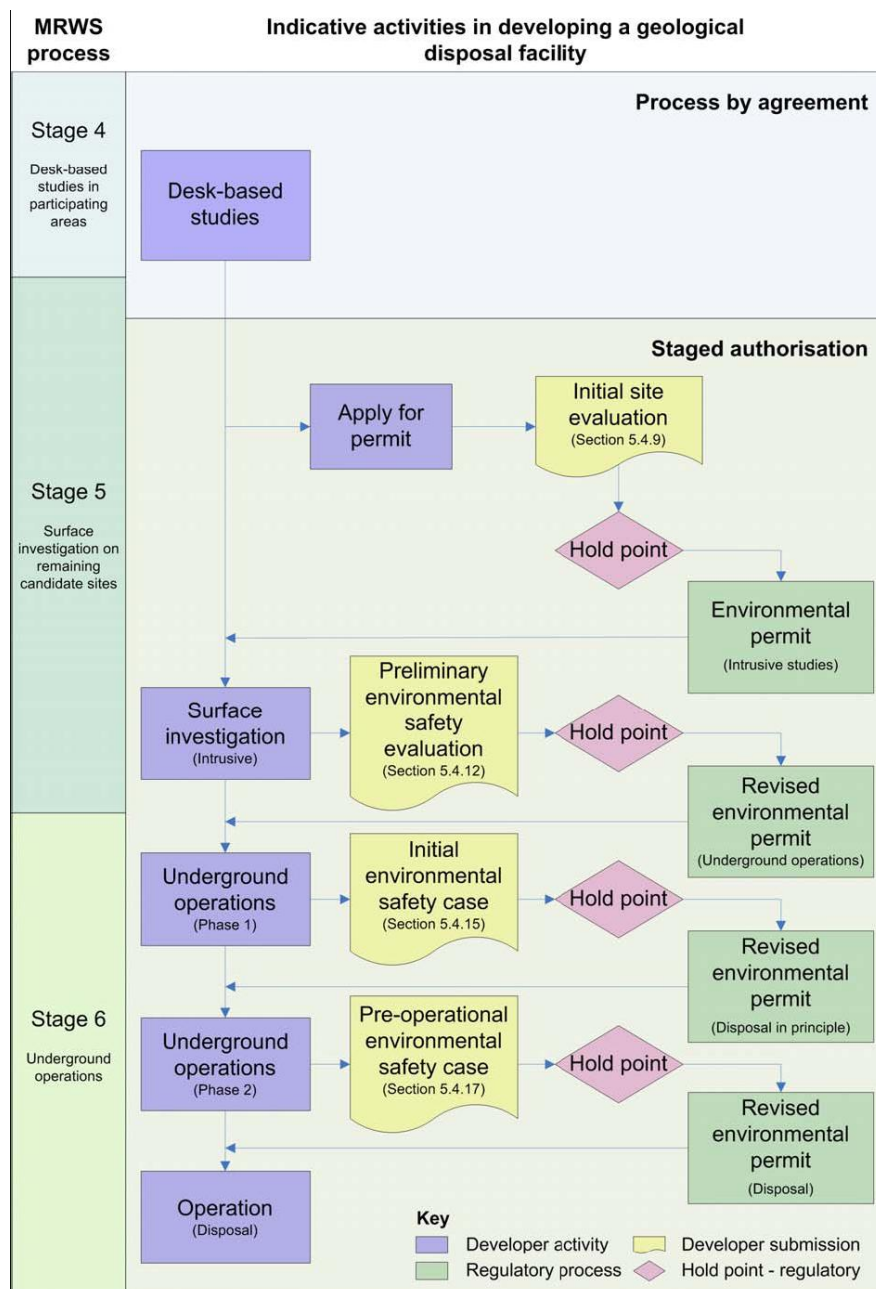 MRWS
process
Indicative activities in developing a geological
disposal facility
Stage 4
Desk-based
studies in
participating
areas
Process by agreement
Desk-based
studies
Stage 5
Surface
investigation on
remaining
candidate sites
Staged authorisation
Apply for
permit
Initial site
evaluation
(Section 5.4.9)
Hold point
Environmental
permit
(Intrusive studies)
Surface
investigation
(Intrusive)
Preliminary
environmental
safety
evaluation
(Section 5.4.12)
Hold point
Revised
environmental
permit
(Underground operations)
Stage 6
Underground
operations
Underground
operations
(Phase 1)
Initial
environmental
safety case
(Section 5.4.15)
Hold point
Revised
environmental
permit
(Disposal in principle)
Underground
operations
(Phase 2)
Pre-operational
environmental
safety case
(Section 5.4.17)
Hold point
Revised
environmental
permit
(Disposal)
Operation
(Disposal)
Key
Developer activity
Developer submission
Regulatory process
Hold point - regulatory